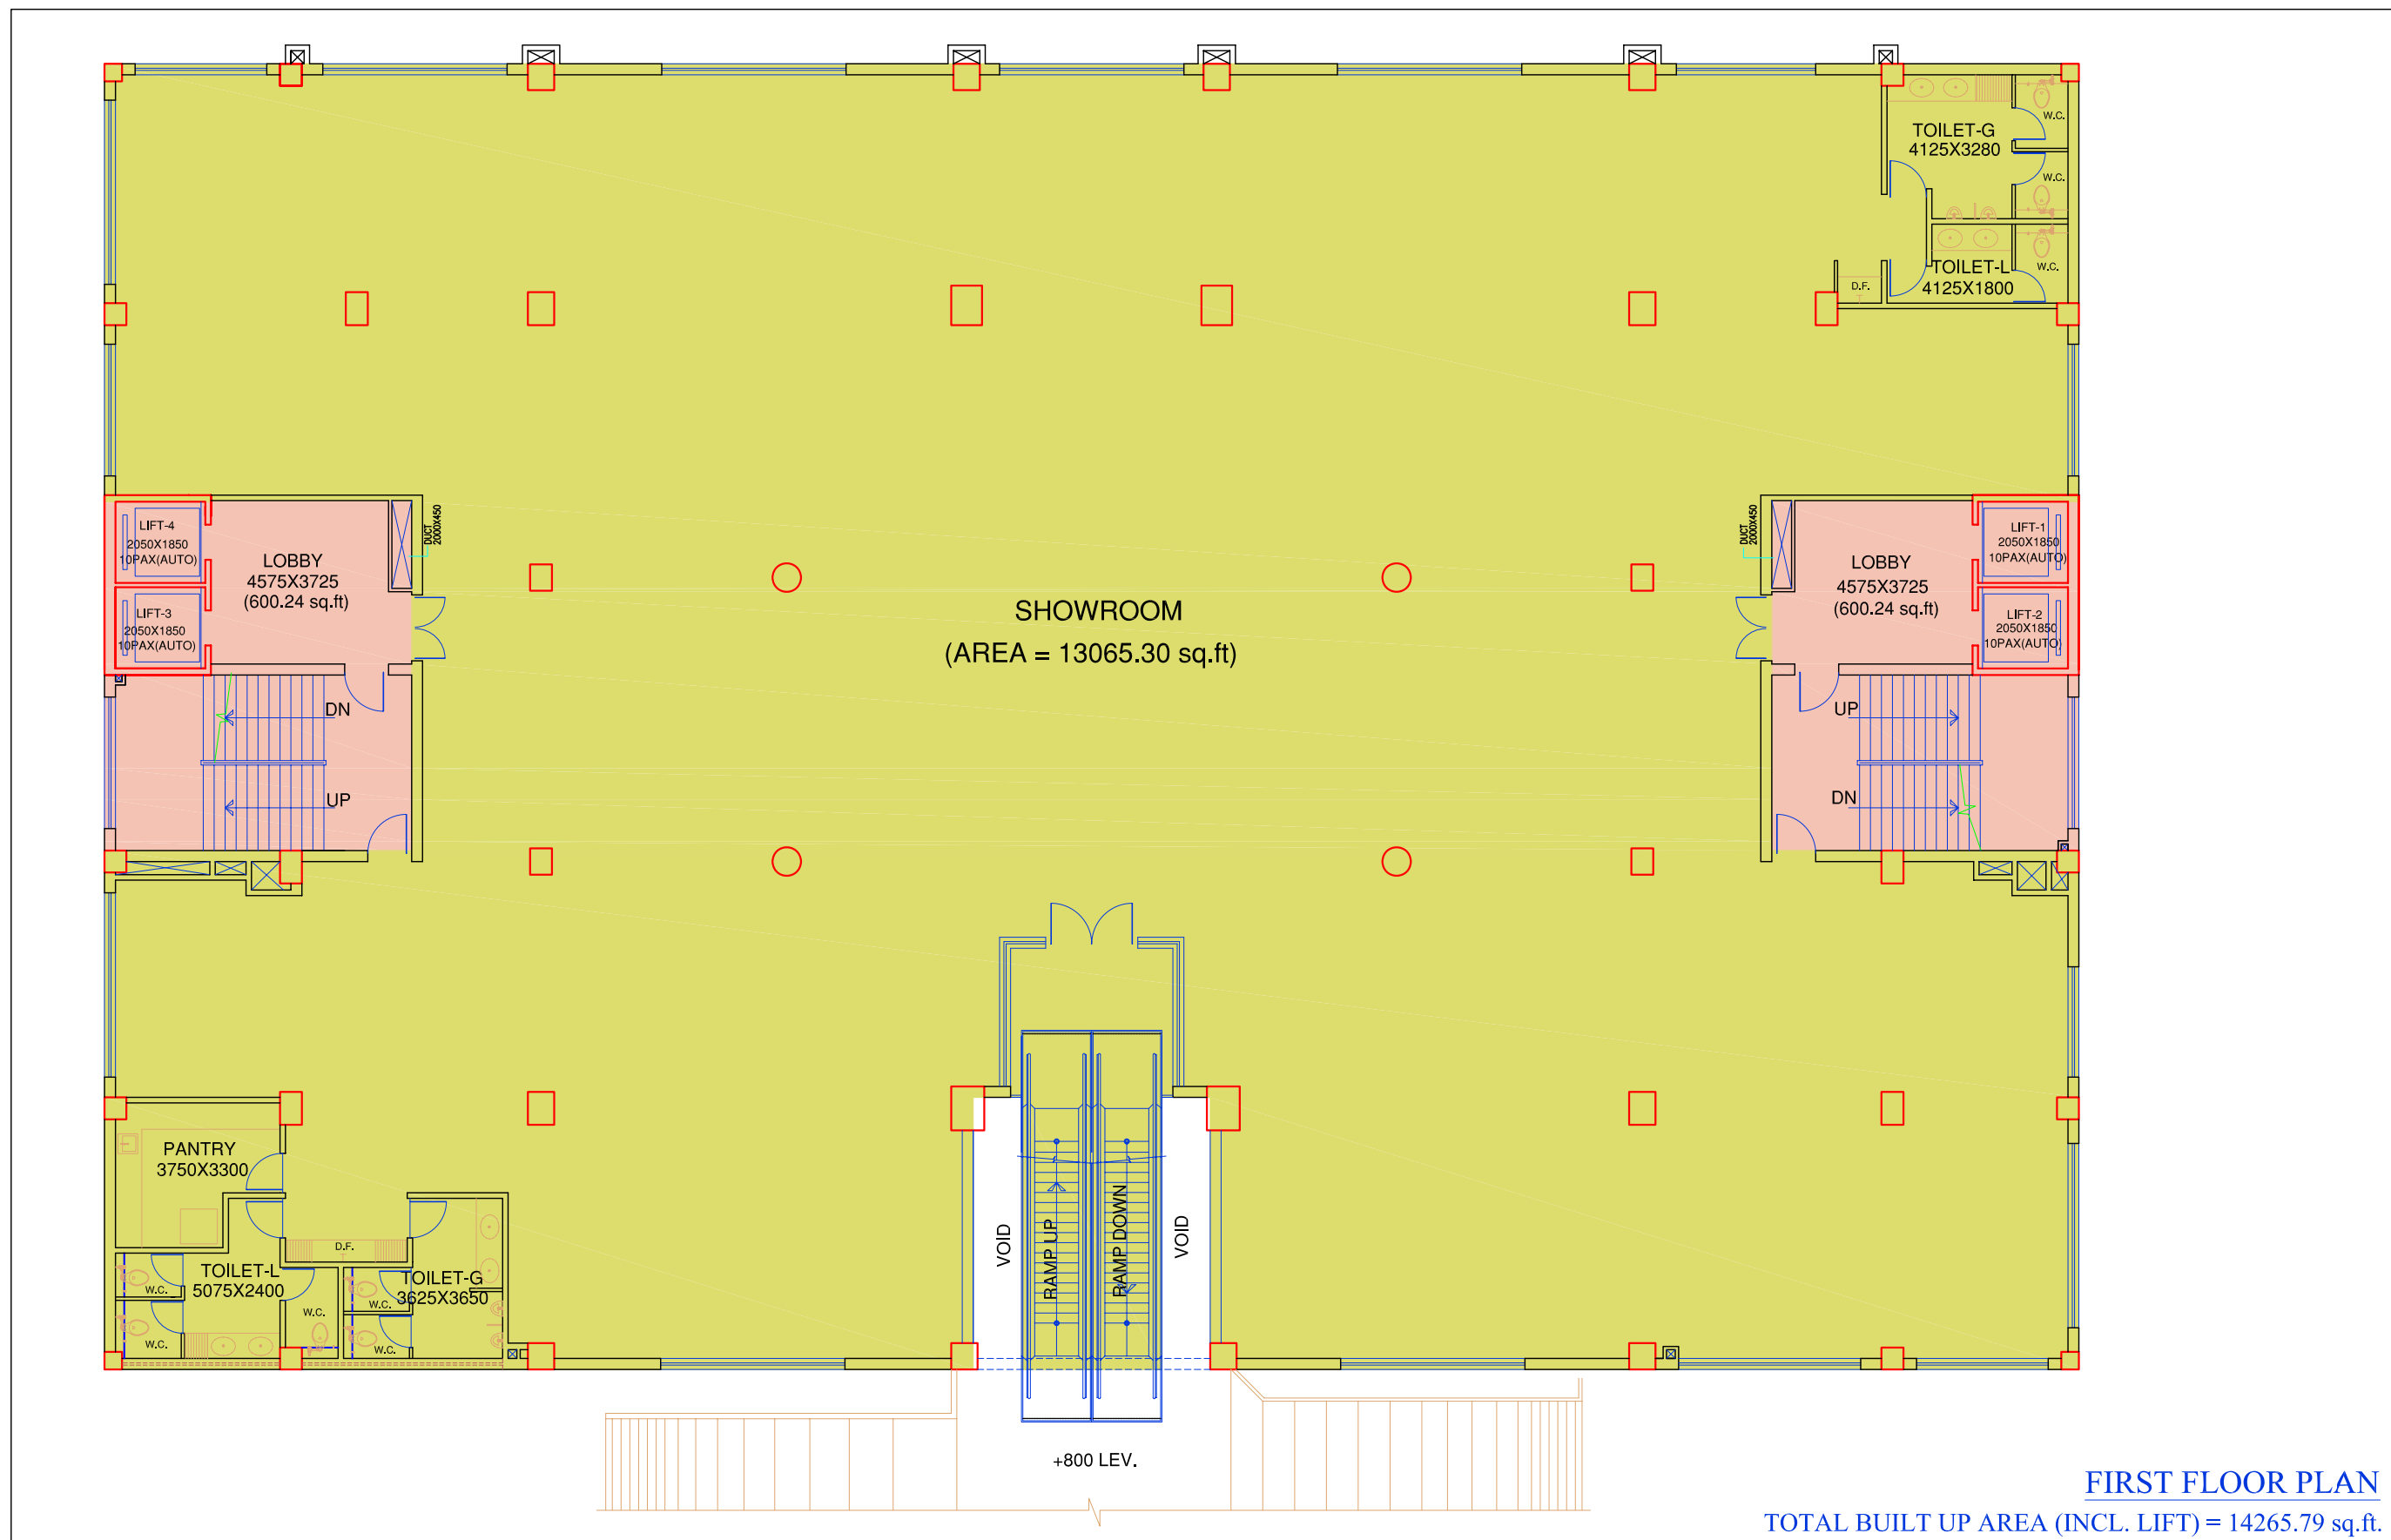 TOILET-G
4125X3280
W.C.
W.C.
TOILET-L
4125X1800
W.C.
D.F.
LIFT-4
2050X1850
10PAX(AUTO)
LIFT-3
2050X1850
10PAX(AUTO)
LOBBY
4575X3725
(600.24 sq.ft)
DUCT
2000X450
SHOWROOM
(AREA = 13065.30 sq.ft)
DUCT
2000X450
LOBBY
4575X3725
(600.24 sq.ft)
LIFT-1
2050X1850
10PAX(AUTO)
LIFT-2
2050X1850
10PAX(AUTO)
DN
UP
UP
DN
PANTRY
3750X3300
D.F.
TOILET-L
5075X2400
W.C.
W.C.
W.C.
TOILET-G
3625X3650
W.C.
W.C.
VOID
RAMP UP
RAMP DOWN
VOID
+800 LEV.
FIRST FLOOR PLAN
TOTAL BUILT UP AREA (INCL. LIFT) = 14265.79 sq.ft.